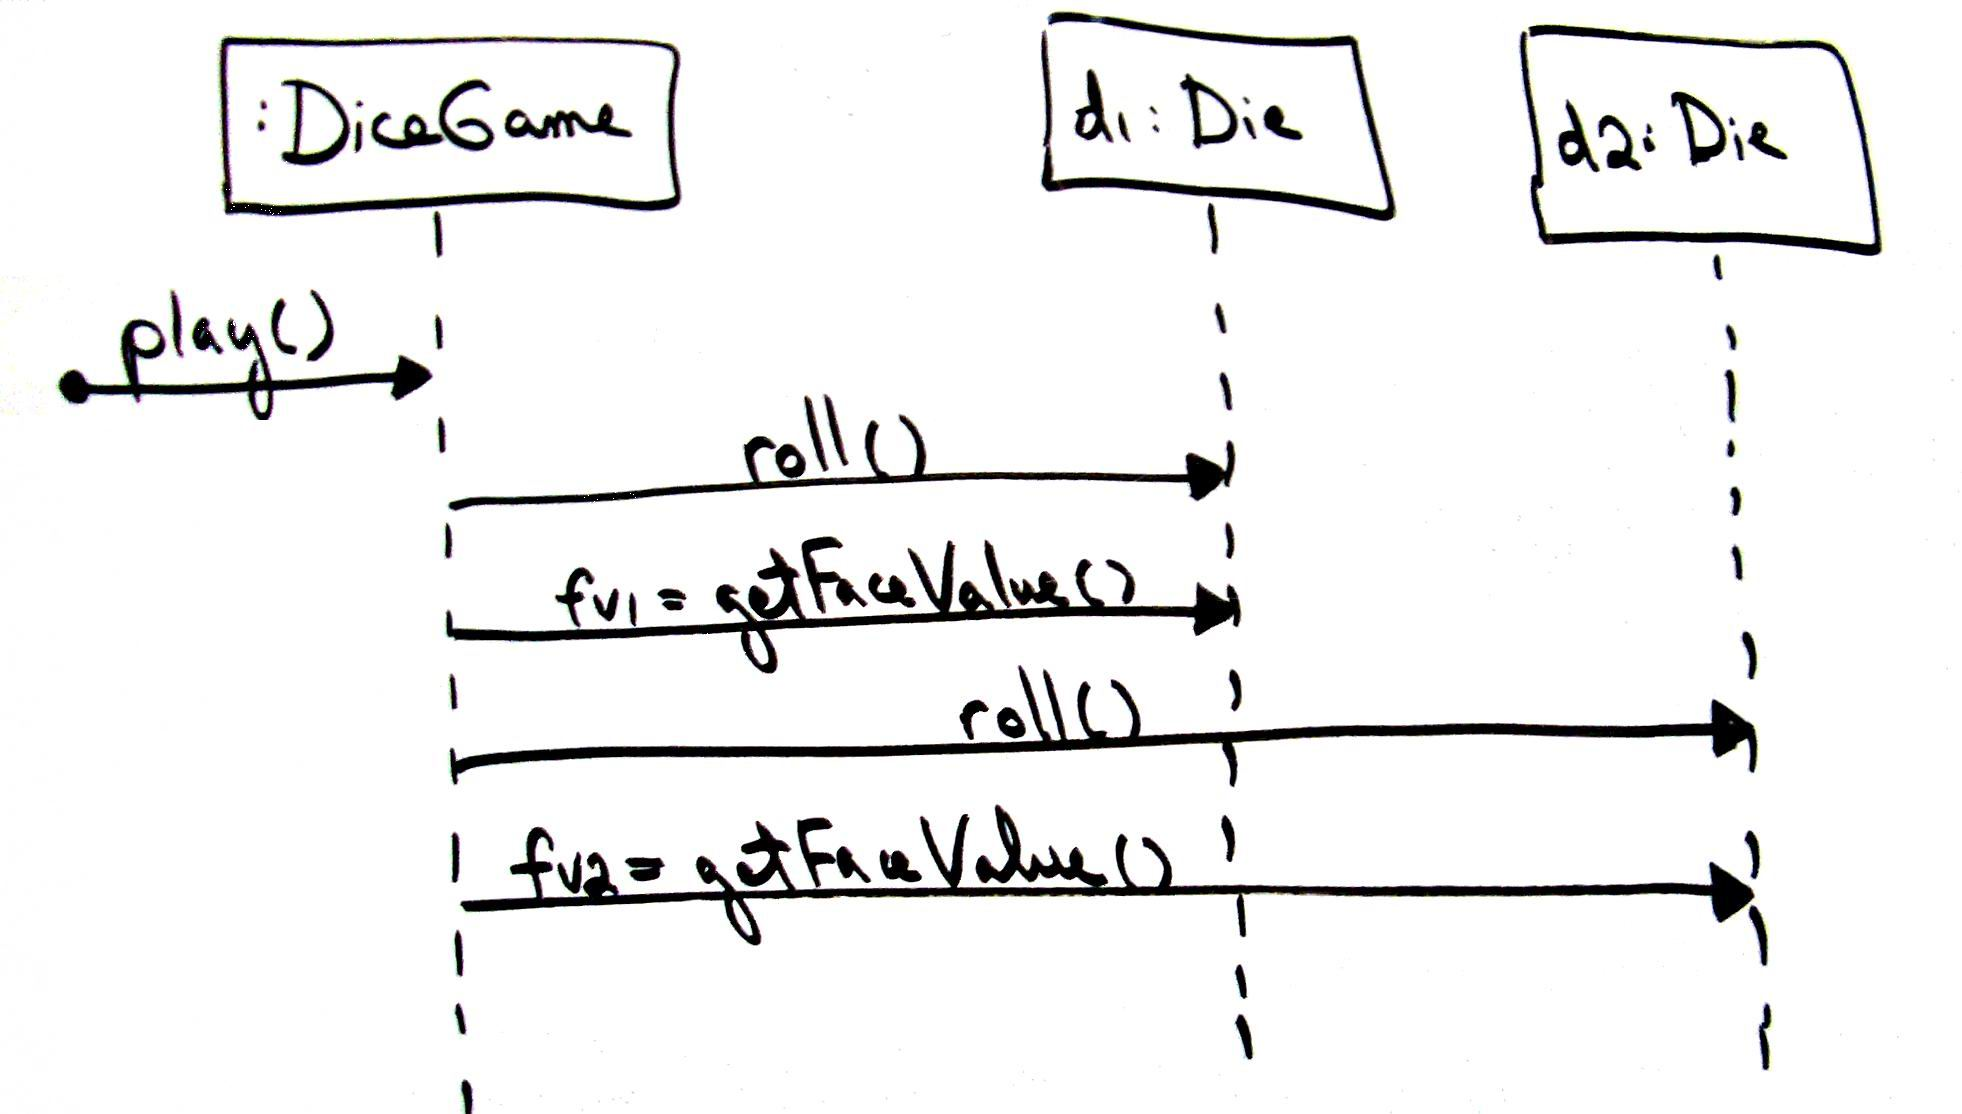 :DiceGame
d1: Die
d2: Die
play()
roll()
fv1 = getFaceValue()
roll()
fv2 = getFaceValue()